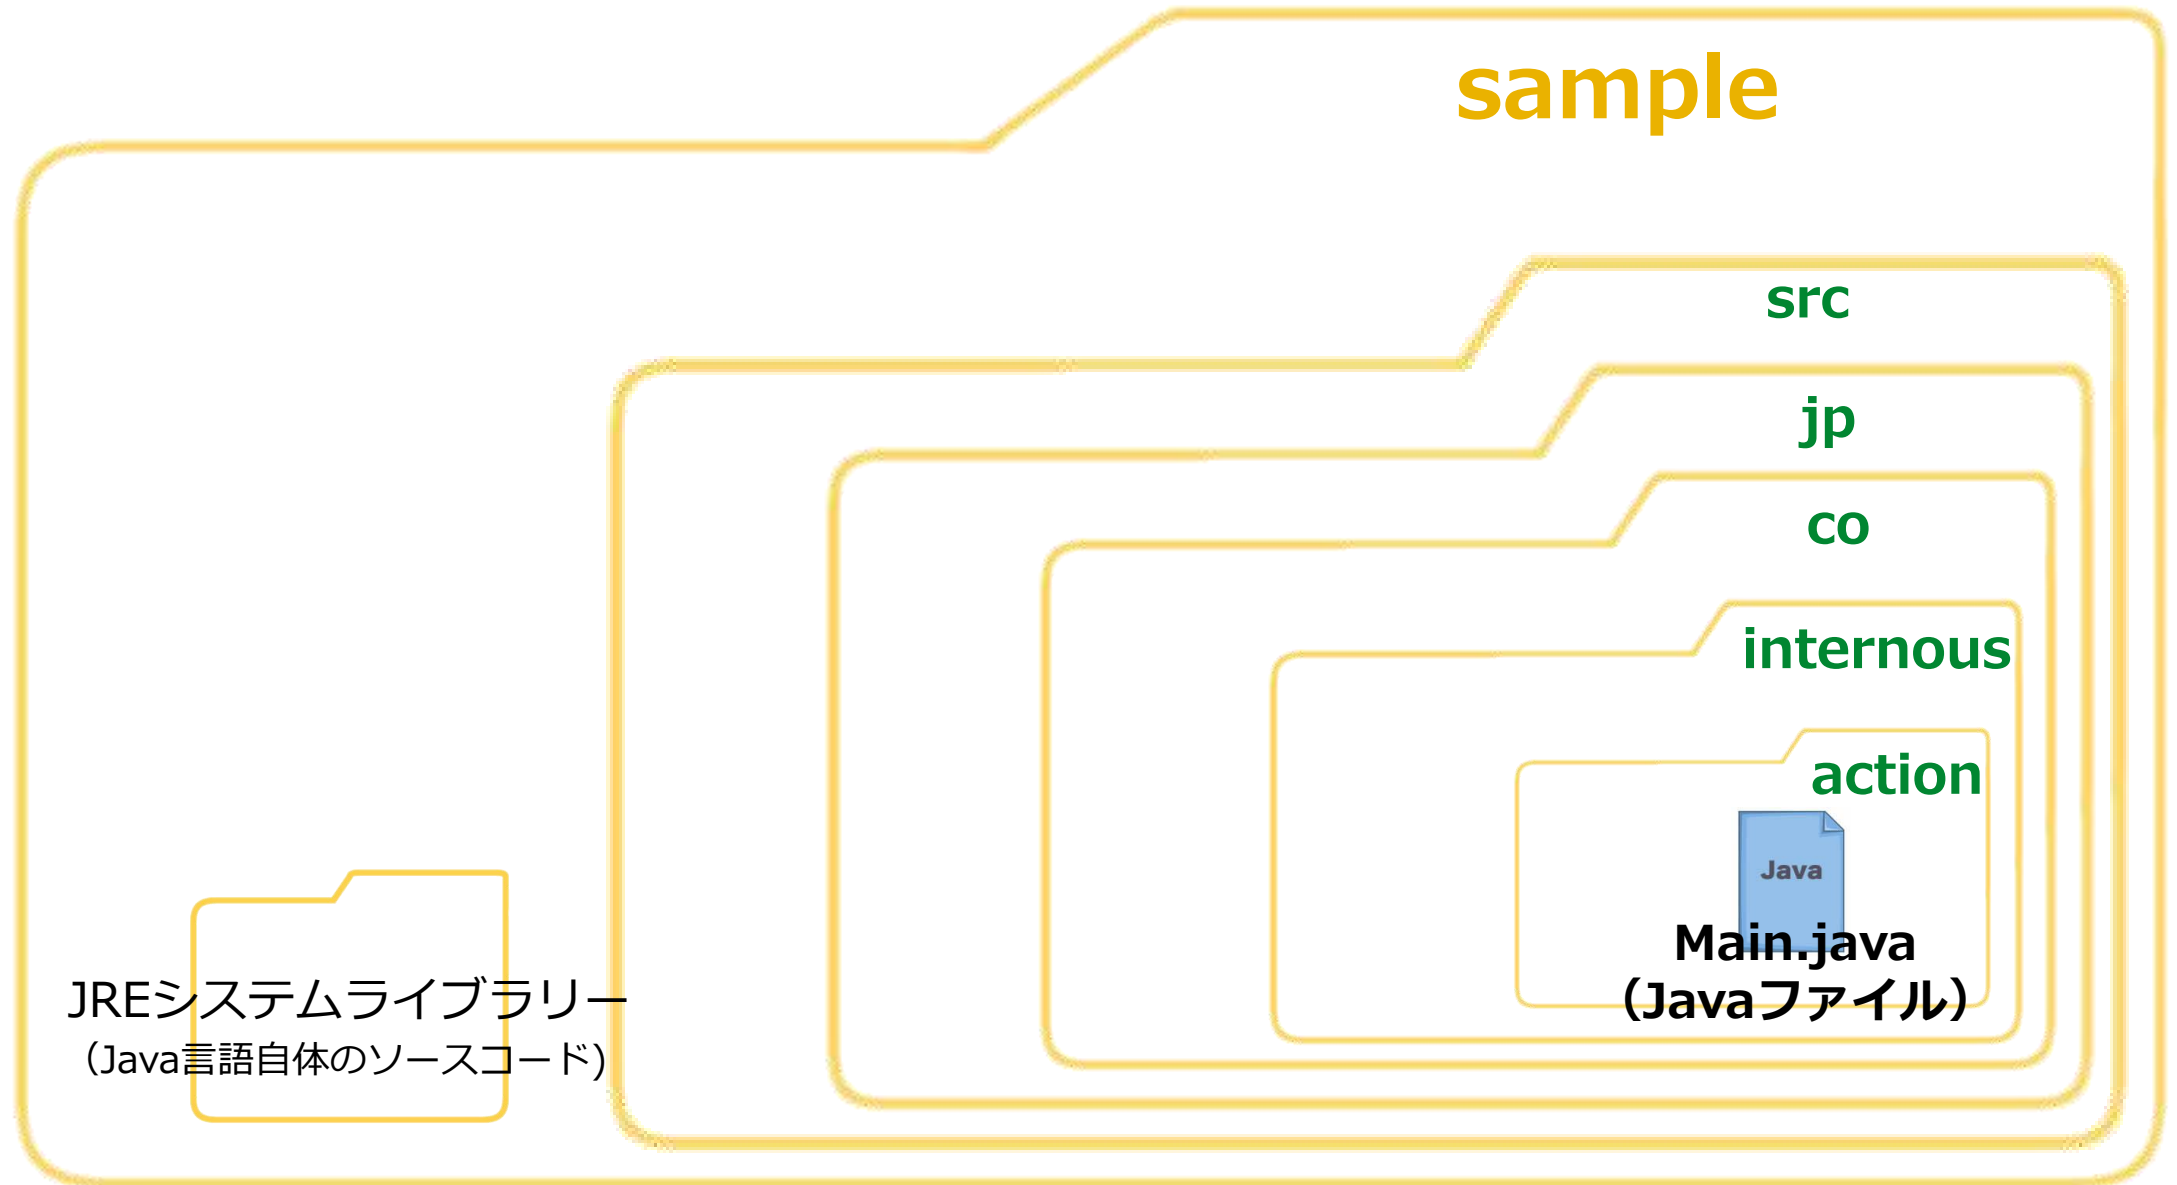 sample
src
jp
co
internous
action
Java
Main.java
（Javaファイル）
JREシステムライブラリー
（Java言語自体のソースコード)